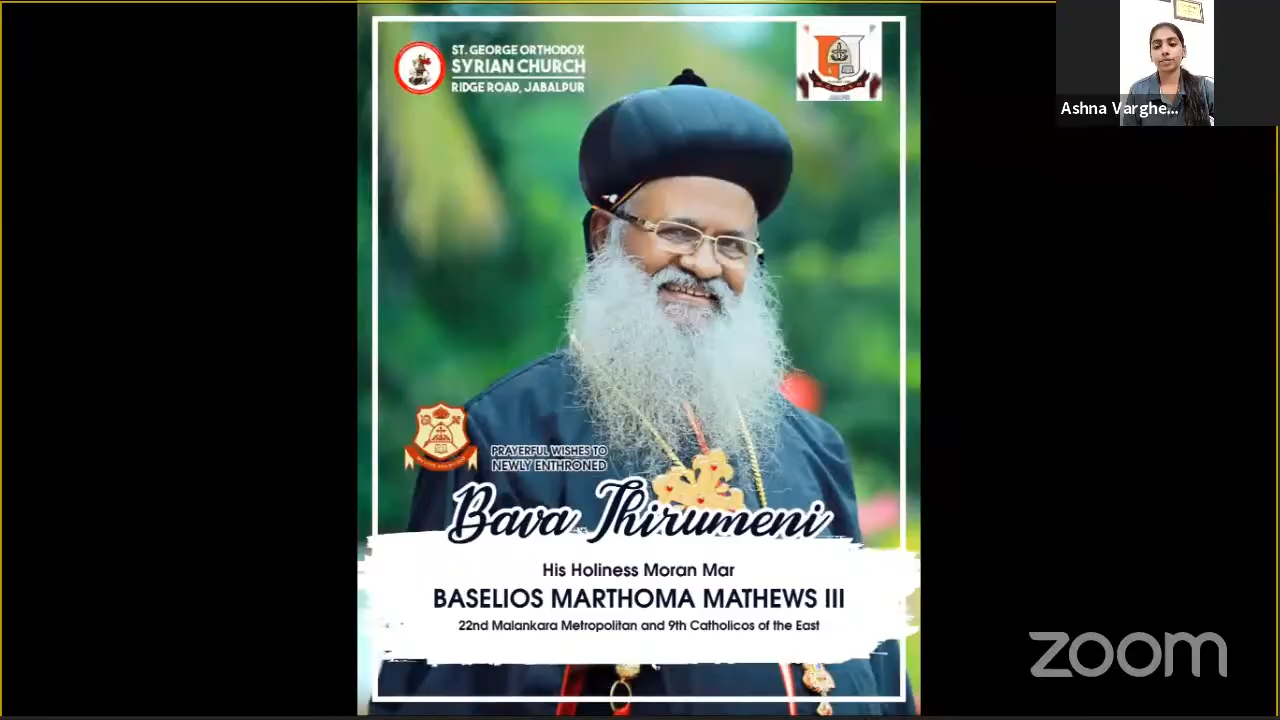 ST. GEORGE ORTHODOX
SYRIAN CHURCH
RIDGE ROAD, JABALPUR
Ashna Varghe...
PRAYERFUL WISHES TO
NEWLY ENTHRONED
Bava Thirumeni
His Holiness Moran Mar
BASELIOS MARTHOMA MATHEWS III
22nd Malankara Metropolitan and 9th Catholicos of the East
zoom